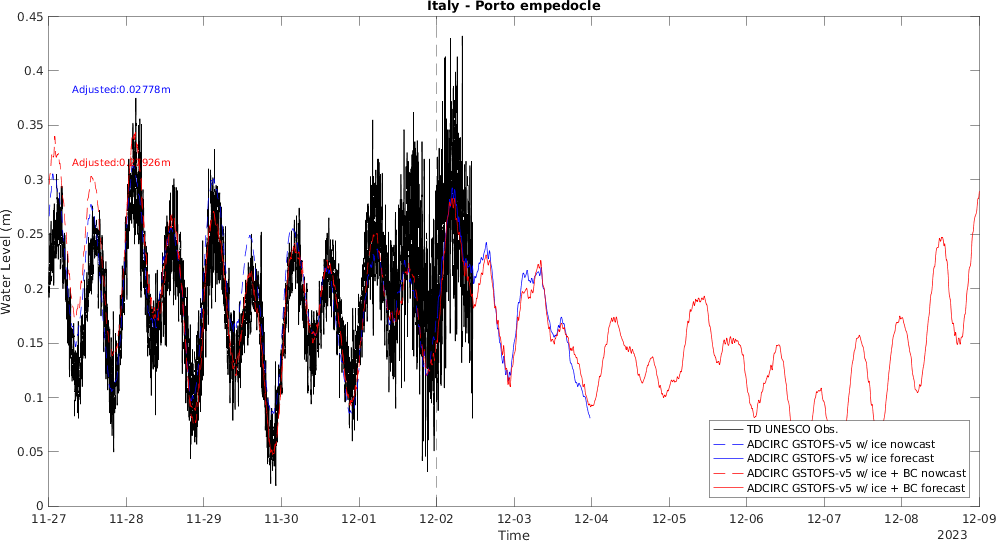 Italy - Porto empedocle
0.45
0.4
0.35
0.3
0.25
0.2
0.15
0.1
0.05
0
Water Level (m)
Adjusted:0.02778m
TD UNESCO Obs.
ADCIRC GSTOFS-v5 w/ ice nowcast
ADCIRC GSTOFS-v5 w/ ice forecast
ADCIRC GSTOFS-v5 w/ ice + BC nowcast
ADCIRC GSTOFS-v5 w/ ice + BC forecast
11-27 11-28 11-29 11-30 12-01 12-02 12-03 12-04 12-05 12-06 12-07 12-08 12-09
Time
2023